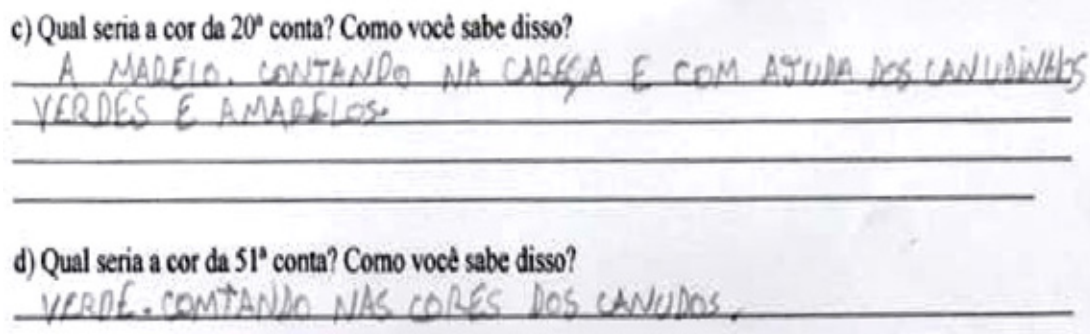 c) Qual seria a cor da 20ª conta? Como você sabe disso?
A MARELO. CONTANDO NA CABEÇA E COM AJUDA DOS CANUDINHOS
VERDES E AMARELOS.
d) Qual seria a cor da 51ª conta? Como você sabe disso?
VERDE. COMTANDO NAS CORES DOS CANUDOS.